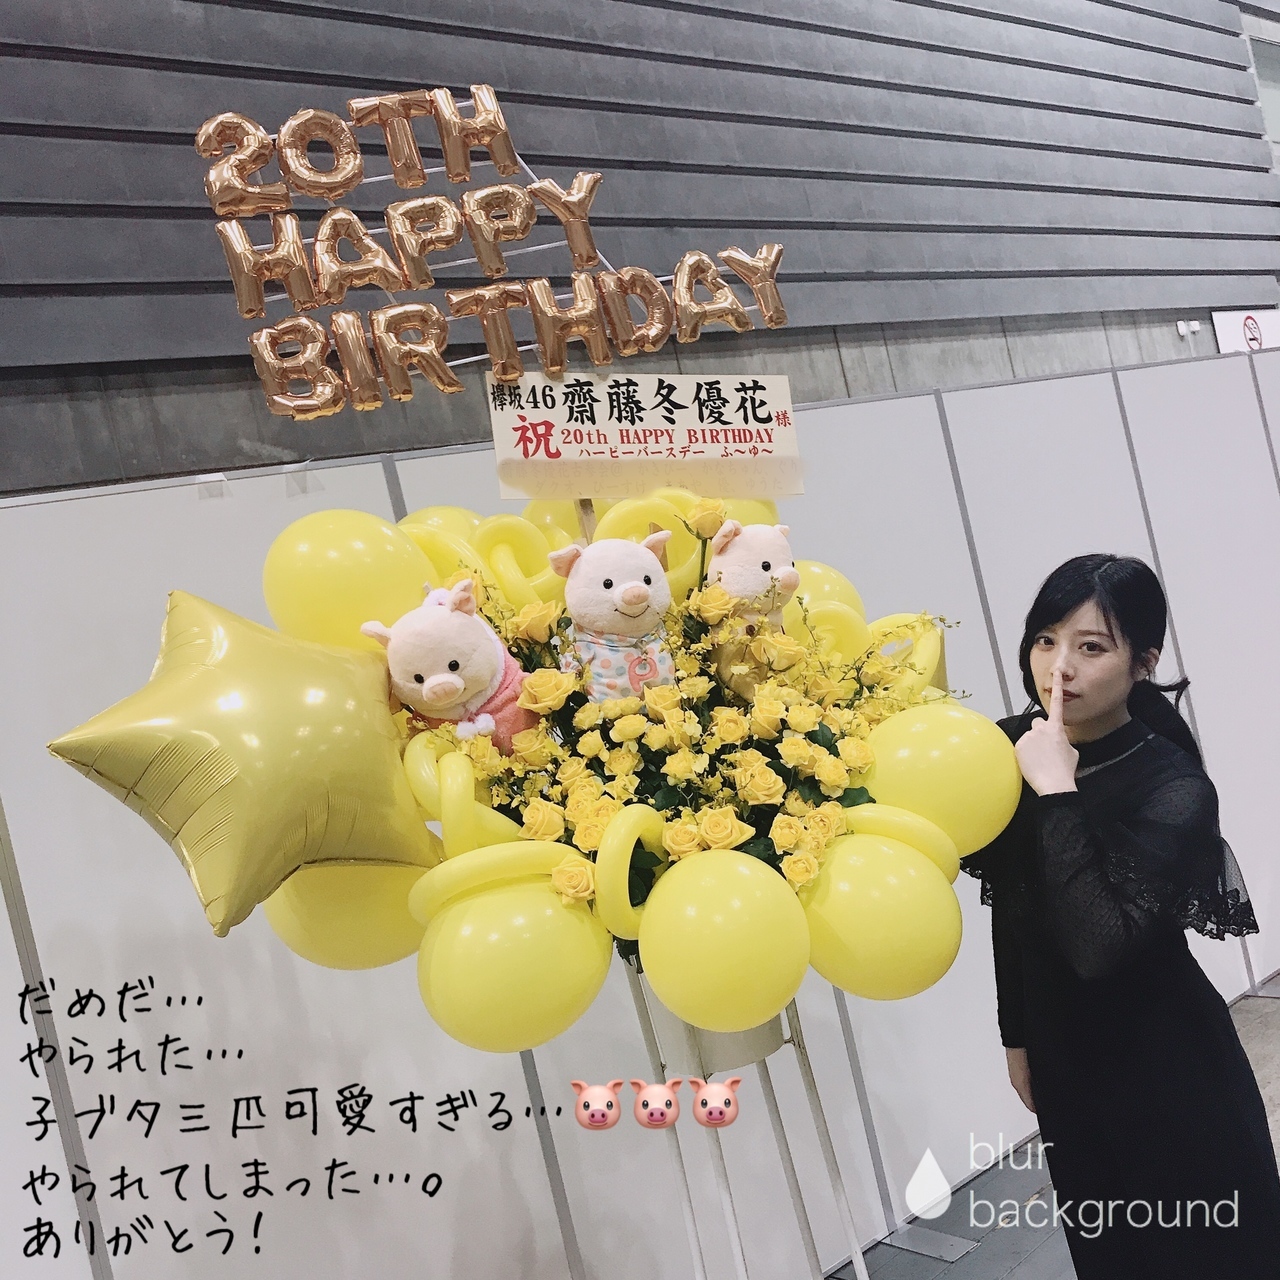 20TH
HAPPY
BIRTHDAY
欅坂46 齋藤冬優花様
祝 20th HAPPY BIRTHDAY
ハーピーバースデー ふ〜ゆ〜
P
だめだ…
やられた…
子ブタ三匹可愛すぎる…🐷🐷🐷
やられてしまった…。
ありがとう!
blur
background